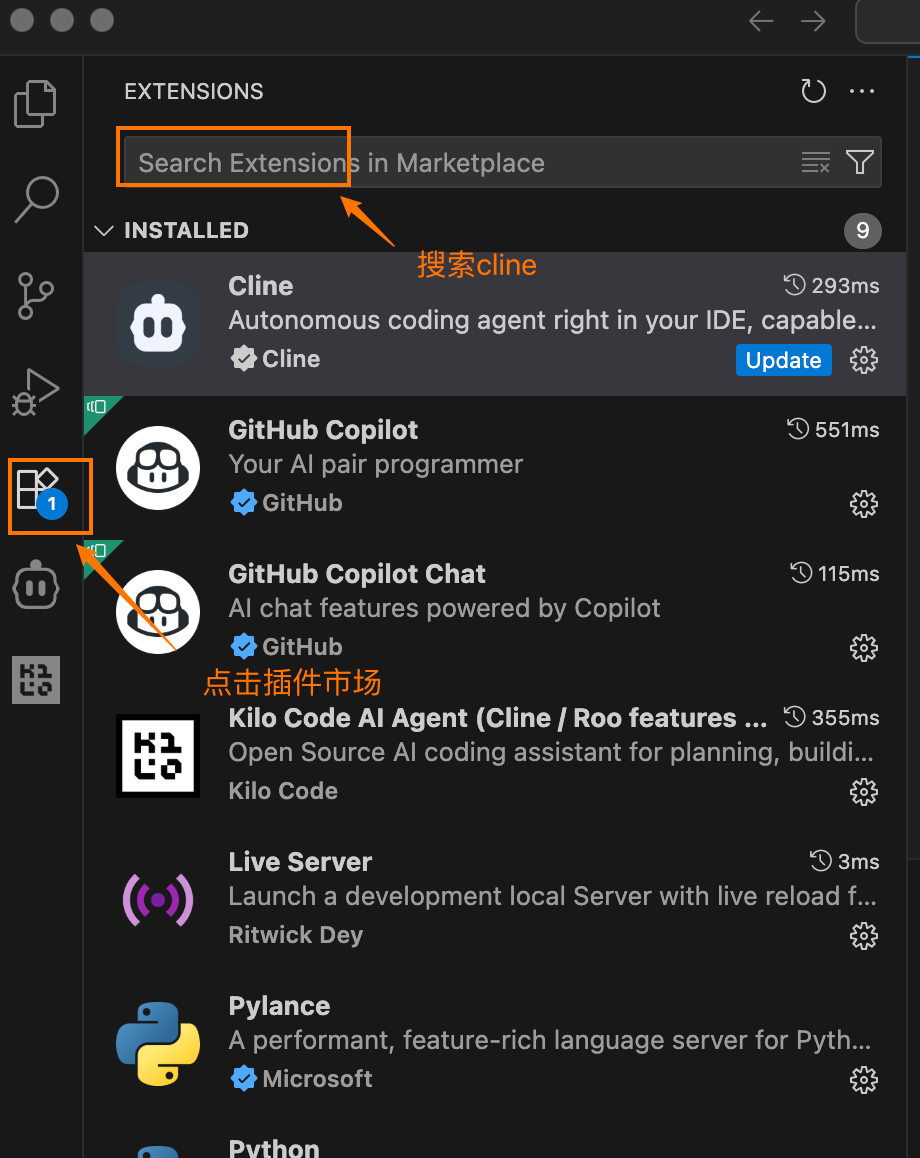 EXTENSIONS
Search Extensions in Marketplace
INSTALLED
9
搜索cline
Cline
293ms
Autonomous coding agent right in your IDE, capable...
Cline
Update
GitHub Copilot
551ms
Your AI pair programmer
GitHub
1
GitHub Copilot Chat
115ms
AI chat features powered by Copilot
GitHub
点击插件市场
Kilo Code AI Agent (Cline / Roo features ...
355ms
Open Source AI coding assistant for planning, buildi...
Kilo Code
Live Server
3ms
Launch a development local Server with live reload f...
Ritwick Dey
Pylance
A performant, feature-rich language server for Pyth...
Microsoft
Python